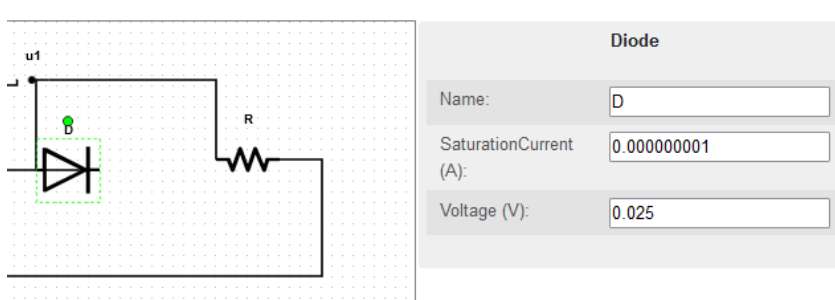 u1
D
R
Diode
Name:
D
SaturationCurrent
(A):
0.000000001
Voltage (V):
0.025